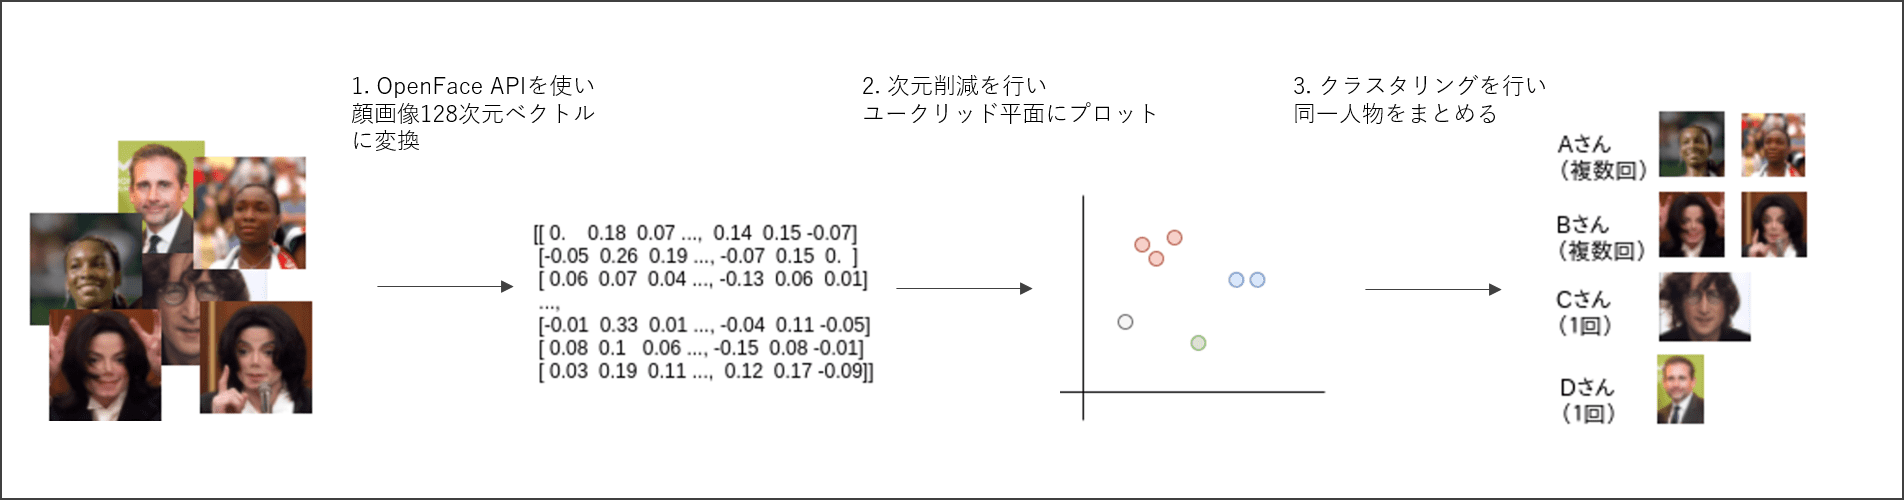 1. OpenFace APIを使い
顔画像128次元ベクトル
に変換
2. 次元削減を行い
ユークリッド平面にプロット
3. クラスタリングを行い
同一人物をまとめる
[[ 0. 0.18 0.07 ..., 0.14 0.15 -0.07]
[-0.05 0.26 0.19 ..., -0.07 0.15 0. ]
[ 0.06 0.07 0.04 ..., -0.13 0.06 0.01]
...,
[-0.01 0.33 0.01 ..., -0.04 0.11 -0.05]
[ 0.08 0.1 0.06 ..., -0.15 0.08 -0.01]
[ 0.03 0.19 0.11 ..., 0.12 0.17 -0.09]]
Aさん
（複数回）
Bさん
（複数回）
Cさん
（1回）
Dさん
（1回）